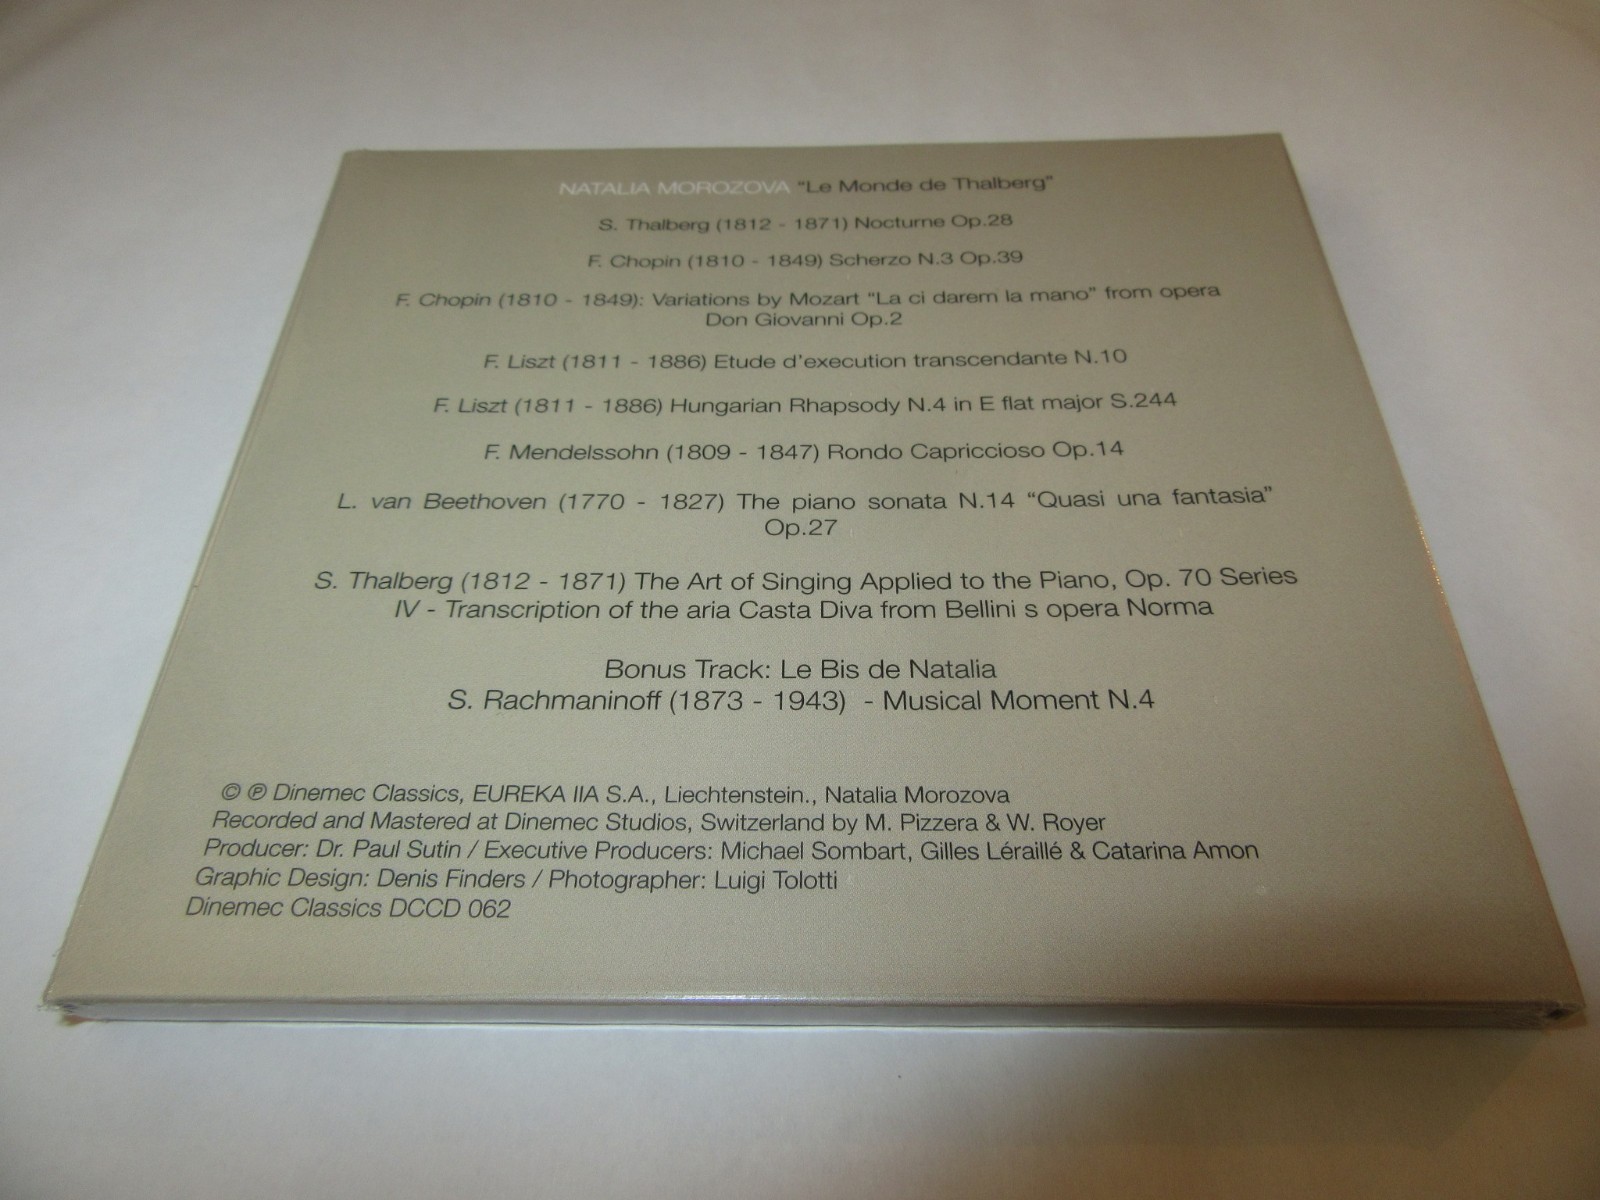 NATALIA MOROZOVA "Le Monde de Thalberg"
S. Thalberg (1812 - 1871) Nocturne Op.28
F. Chopin (1810 - 1849) Scherzo N.3 Op.39
F. Chopin (1810 - 1849): Variations by Mozart "La ci darem la mano" from opera
Don Giovanni Op.2
F. Liszt (1811 - 1886) Etude d'execution transcendante N.10
F. Liszt (1811 - 1886) Hungarian Rhapsody N.4 in E flat major S.244
F. Mendelssohn (1809 - 1847) Rondo Capriccioso Op.14
L. van Beethoven (1770 - 1827) The piano sonata N.14 "Quasi una fantasia"
Op.27
S. Thalberg (1812 - 1871) The Art of Singing Applied to the Piano, Op. 70 Series
IV - Transcription of the aria Casta Diva from Bellini s opera Norma
Bonus Track: Le Bis de Natalia
S. Rachmaninoff (1873 - 1943) - Musical Moment N.4
© ℗ Dinemec Classics, EUREKA IIA S.A., Liechtenstein., Natalia Morozova
Recorded and Mastered at Dinemec Studios, Switzerland by M. Pizzera & W. Royer
Producer: Dr. Paul Sutin / Executive Producers: Michael Sombart, Gilles Léraillé & Catarina Amon
Graphic Design: Denis Finders / Photographer: Luigi Tolotti
Dinemec Classics DCCD 062